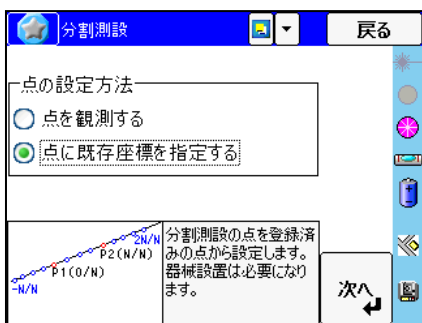 分割測設
戻る
点の設定方法
点を観測する
点に既存座標を指定する
2N/N
P2(N/N)
P1(0/N)
-N/N
分割測設の点を登録済
みの点から設定します。
器械設置は必要になり
ます。
次へ